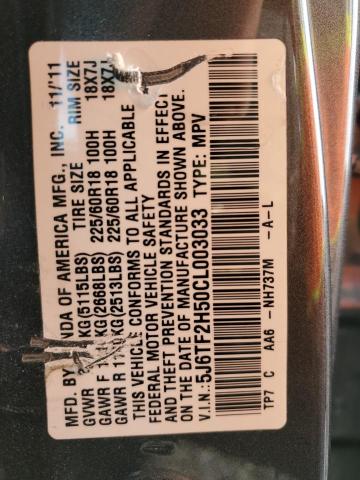 MFD. BY NDA OF AMERICA MFG., INC. 11/11
TIRE SIZE RIM SIZE
GVWR KG(5115LBS)
GAWR F KG(2668LBS) 225/60R18 100H 18X7J
GAWR R KG(2513LBS) 225/60R18 100H 18X7J
THIS VEHICLE CONFORMS TO ALL APPLICABLE
FEDERAL MOTOR VEHICLE SAFETY
AND THEFT PREVENTION STANDARDS IN EFFECT
ON THE DATE OF MANUFACTURE SHOWN ABOVE.
V.I.N.: 5J6TF2H50CL003033 TYPE: MPV
TP7 C AA6 -NH737M -A-L